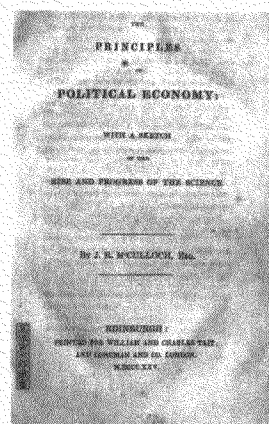 THE
PRINCIPLES
OF
POLITICAL ECONOMY:
WITH A SKETCH
OF THE
RISE AND PROGRESS OF THE SCIENCE
By J. R. M'CULLOCH, Esq.
EDINBURGH:
PRINTED FOR WILLIAM AND CHARLES TAIT,
AND LONGMAN AND CO. LONDON.
M.DCCC.XXV.